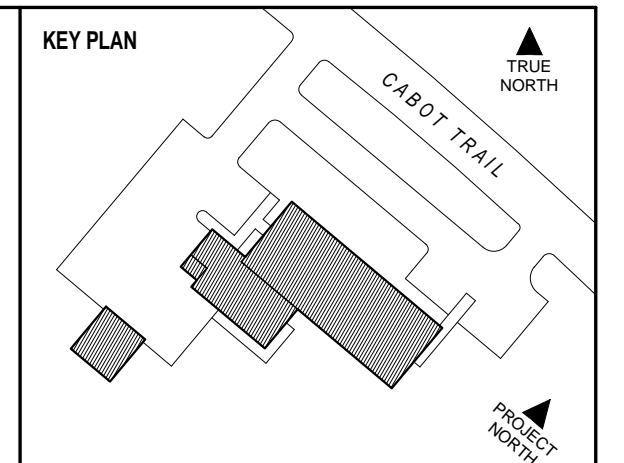 KEY PLAN
TRUE
NORTH
CABOT TRAIL
PROJECT
NORTH